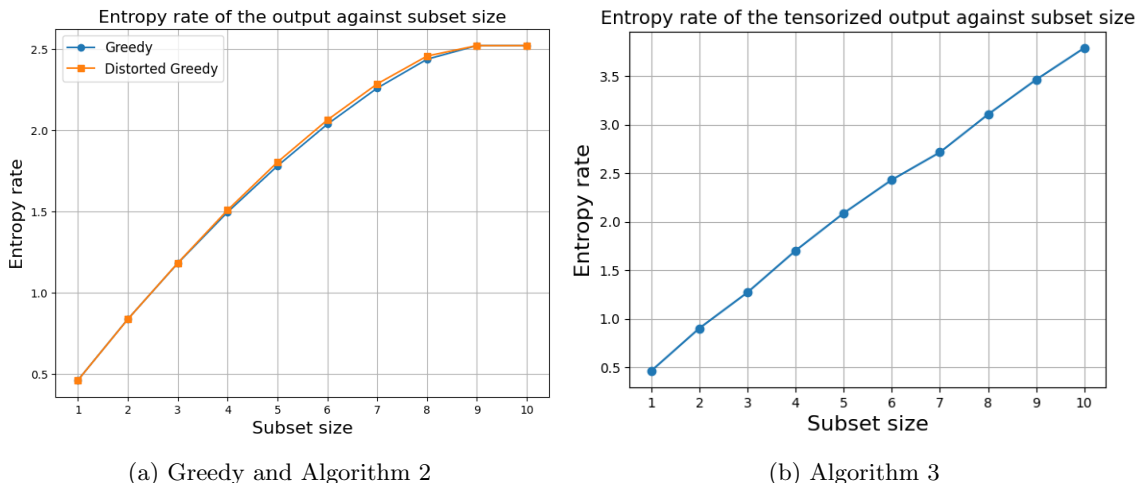 Entropy rate of the output against subset size
Greedy
Distorted Greedy
Entropy rate
2.5
2.0
1.5
1.0
0.5
1 2 3 4 5 6 7 8 9 10
Subset size
(a) Greedy and Algorithm 2
Entropy rate of the tensorized output against subset size
Entropy rate
3.5
3.0
2.5
2.0
1.5
1.0
0.5
1 2 3 4 5 6 7 8 9 10
Subset size
(b) Algorithm 3